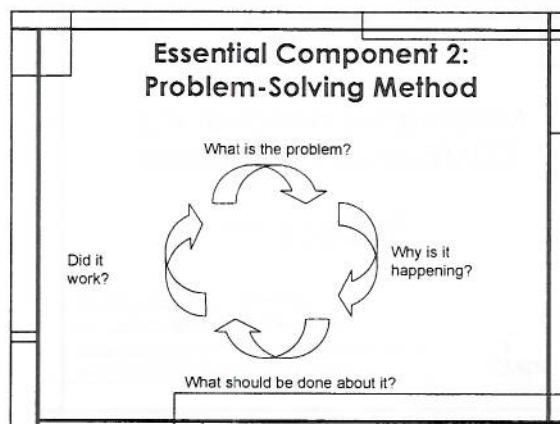 Essential Component 2:
Problem-Solving Method
What is the problem?
Why is it
happening?
Did it
work?
What should be done about it?